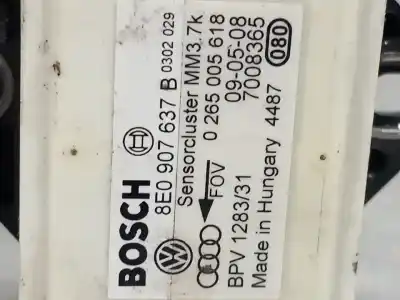 BOSCH
8E0 907 637 B 0302 029
Sensorcluster MM3.7k
FOV 0 265 005 618
09-05-08
BPV 1283/31 7008365
Made in Hungary 4487 080